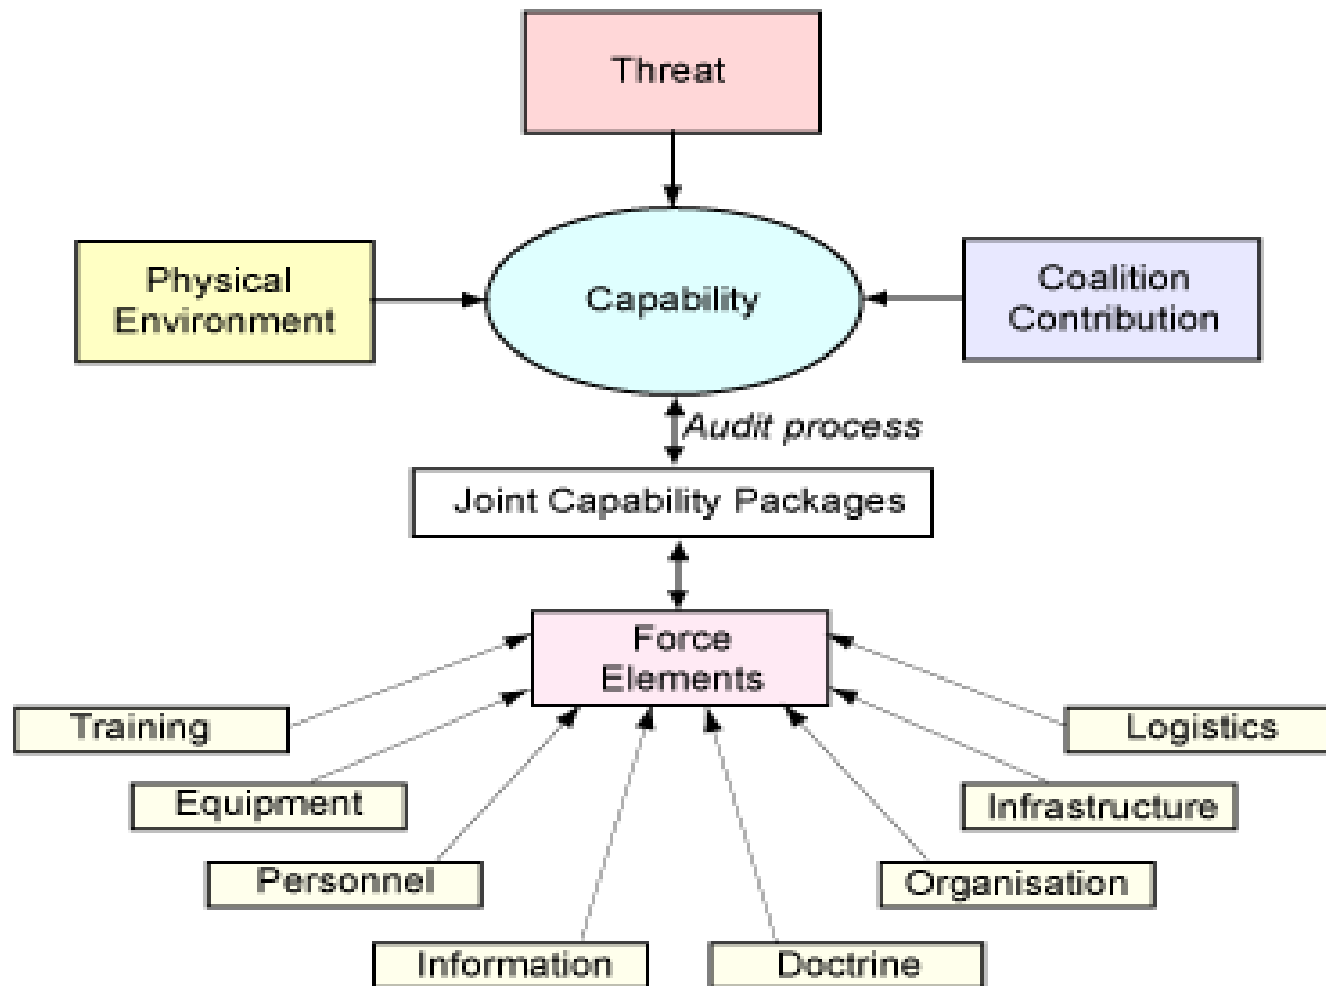 Threat
Physical
Environment
Capability
Coalition
Contribution
Audit process
Joint Capability Packages
Force
Elements
Training
Logistics
Equipment
Infrastructure
Personnel
Organisation
Information
Doctrine